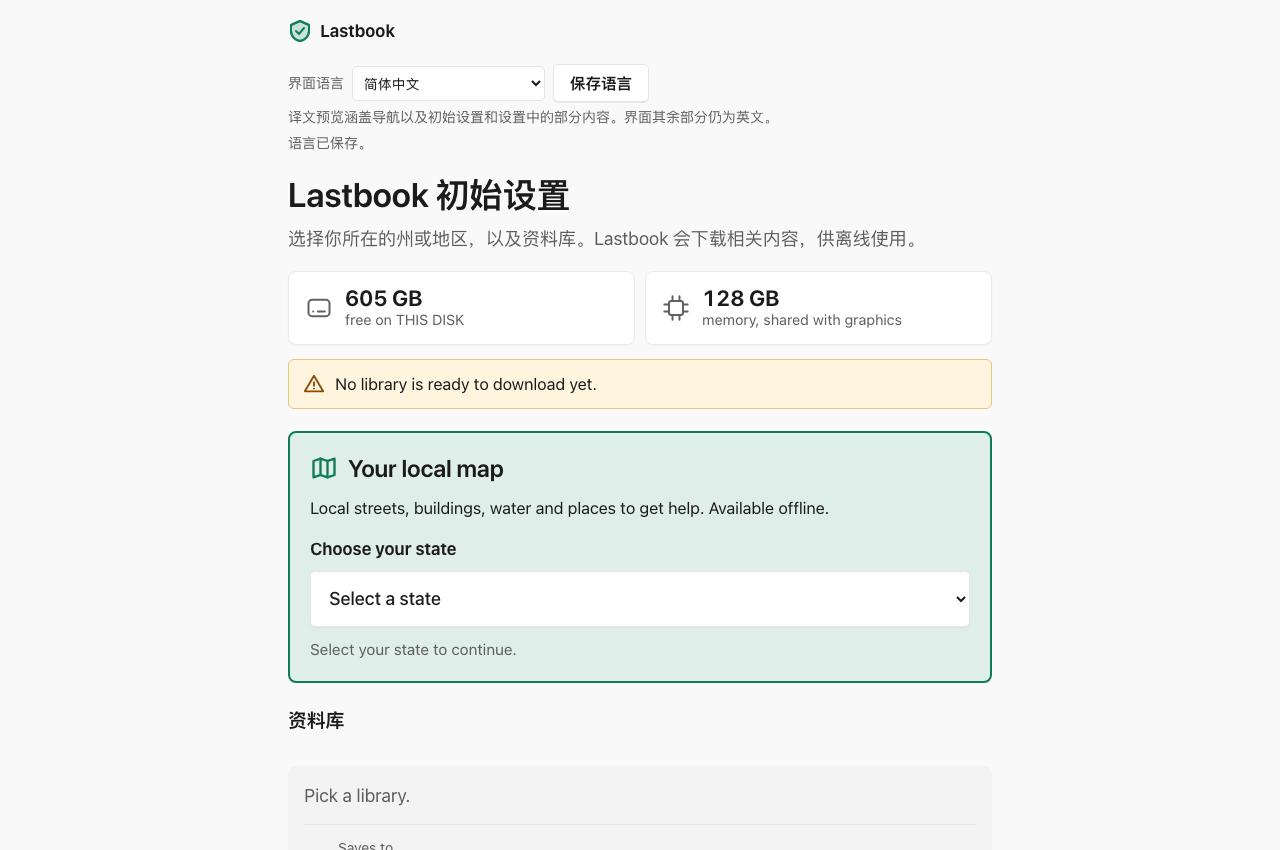 Lastbook
界面语言 简体中文 保存语言
译文预览涵盖导航以及初始设置和设置中的部分内容。界面其余部分仍为英文。
语言已保存。
Lastbook 初始设置
选择你所在的州或地区，以及资料库。Lastbook 会下载相关内容，供离线使用。
605 GB
free on THIS DISK
128 GB
memory, shared with graphics
No library is ready to download yet.
Your local map
Local streets, buildings, water and places to get help. Available offline.
Choose your state
Select a state
Select your state to continue.
资料库
Pick a library.
Saves to